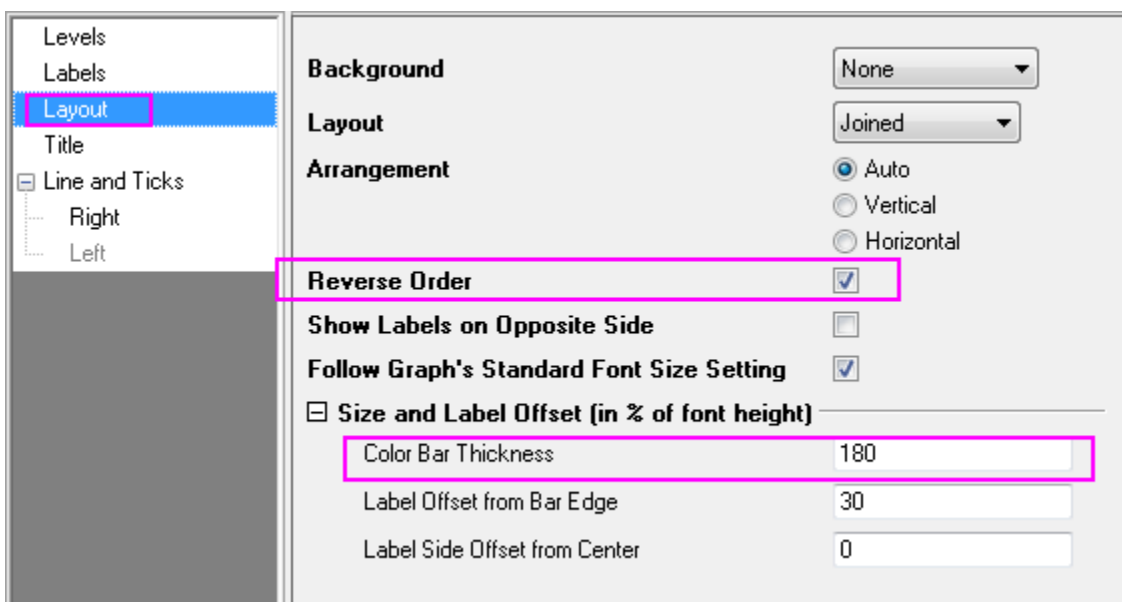 Levels
Labels
Layout
Title
Line and Ticks
Right
Left
Background None
Layout Joined
Arrangement Auto
Vertical
Horizontal
Reverse Order
Show Labels on Opposite Side
Follow Graph's Standard Font Size Setting
Size and Label Offset (in % of font height)
Color Bar Thickness 180
Label Offset from Bar Edge 30
Label Side Offset from Center 0